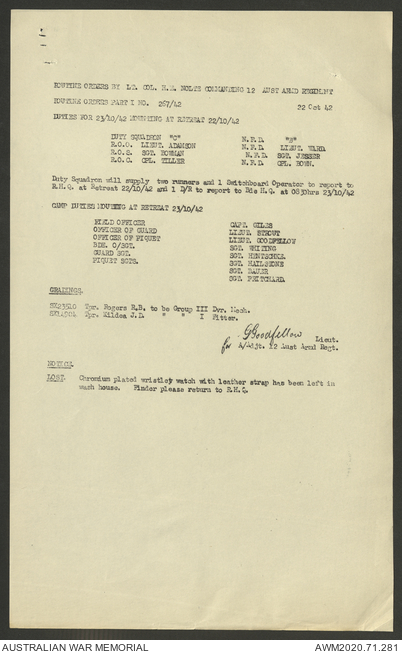 ROUTINE ORDERS BY LT. COL. H.M. NOLTE COMMANDING 12 AUST ARMD REGIMENT
ROUTINE ORDERS PART I NO. 267/42 22 Oct 42
DUTIES FOR 23/10/42 MOUNTING AT RETREAT 22/10/42
DUTY SQUADRON "C" N.F.D. "B"
R.O.O. LIEUT. ADAMSON N.F.D. LIEUT. WARD
R.O.S. SGT. BOWMAN N.F.D. SGT. JESSER
R.O.C. CPL. TILLER N.F.D. CPL. BOWN.
Duty Squadron will supply two runners and 1 Switchboard Operator to report to
R.H.Q. at Retreat 22/10/42 and 1 D/R to report to Bde H.Q. at 0830hrs 23/10/42
CAMP DUTIES MOUNTING AT RETREAT 23/10/42
FIELD OFFICER CAPT. GILES
OFFICER OF GUARD LIEUT. STROUT
OFFICER OF PIQUET LIEUT. GOODFELLOW
BDE. O/SGT. SGT. WHITING
GUARD SGT. SGT. HENTSCHKE.
PIQUET SGTS. SGT. HAILSTONE
SGT. BAUER
SGT. PRITCHARD.
GRADINGS.
Tpr. Rogers R.B. to be Group III Dvr. Mech.
Tpr. Kildea J.D. " " I Fitter.
GGoodfellow Lieut.
for A/Adjt. 12 Aust Armd Regt.
NOTICE.
LOST. Chromium plated wristlet watch with leather strap has been left in
wash house. Finder please return to R.H.Q.
AUSTRALIAN WAR MEMORIAL AWM2020.71.281